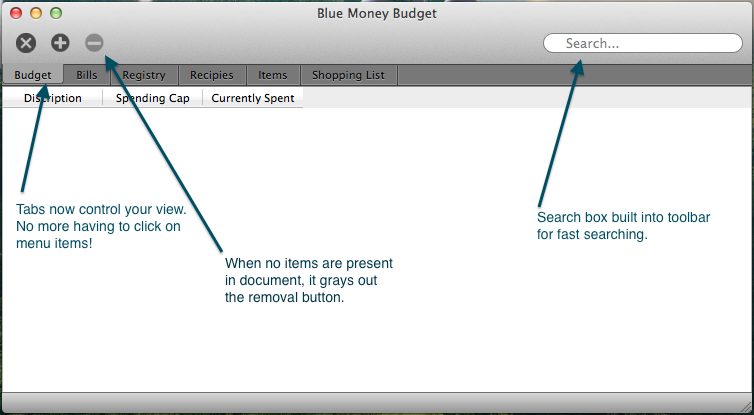 Blue Money Budget
Search...
Budget Bills Registry Recipies Items Shopping List
Discription Spending Cap Currently Spent
Tabs now control your view.
No more having to click on
menu items!
When no items are present
in document, it grays out
the removal button.
Search box built into toolbar
for fast searching.